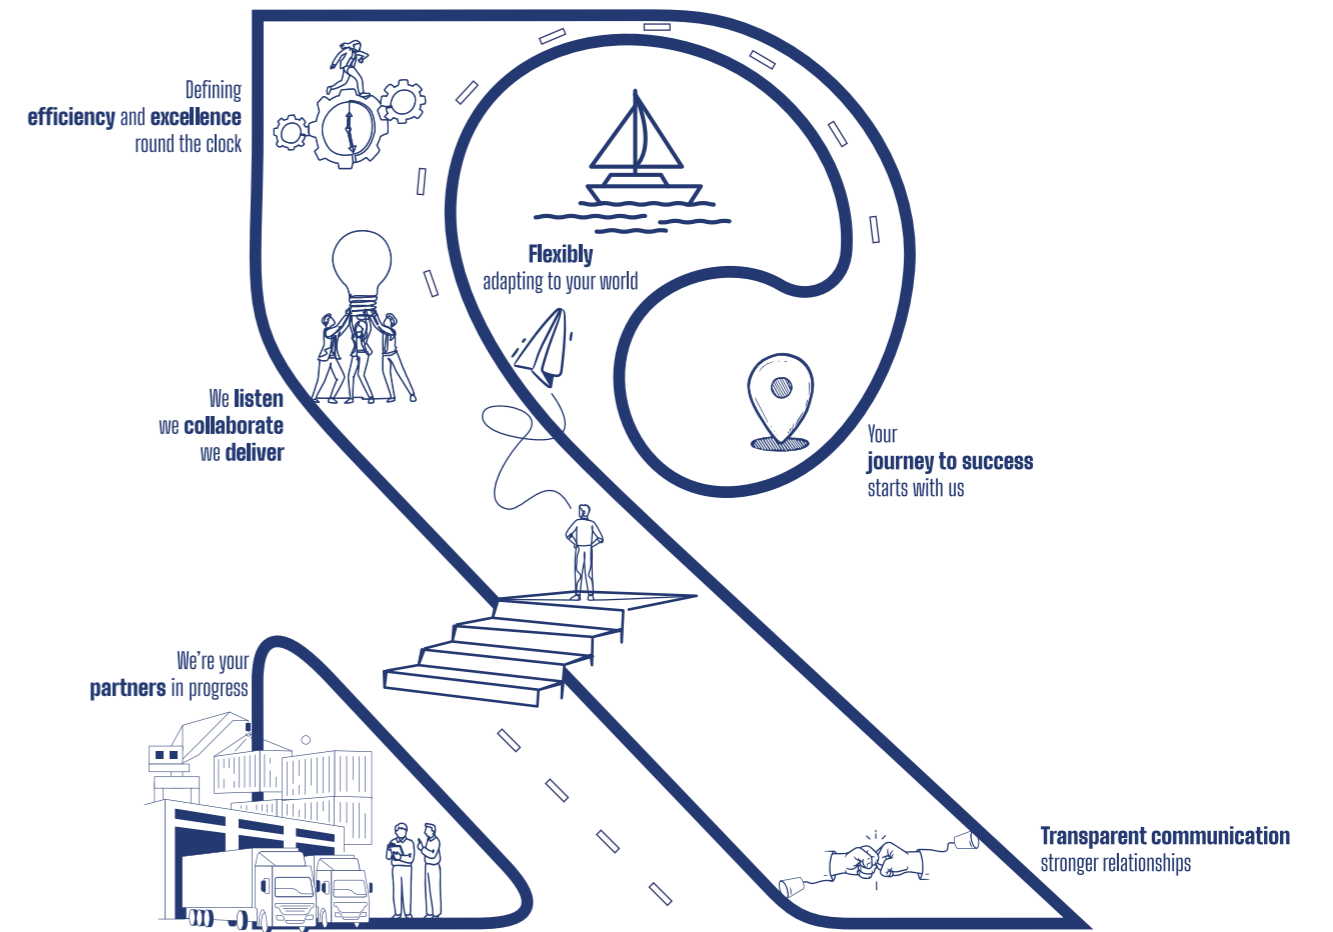 Defining
efficiency and excellence
round the clock
Flexibly
adapting to your world
We listen
we collaborate
we deliver
Your
journey to success
starts with us
We're your
partners in progress
Transparent communication
stronger relationships